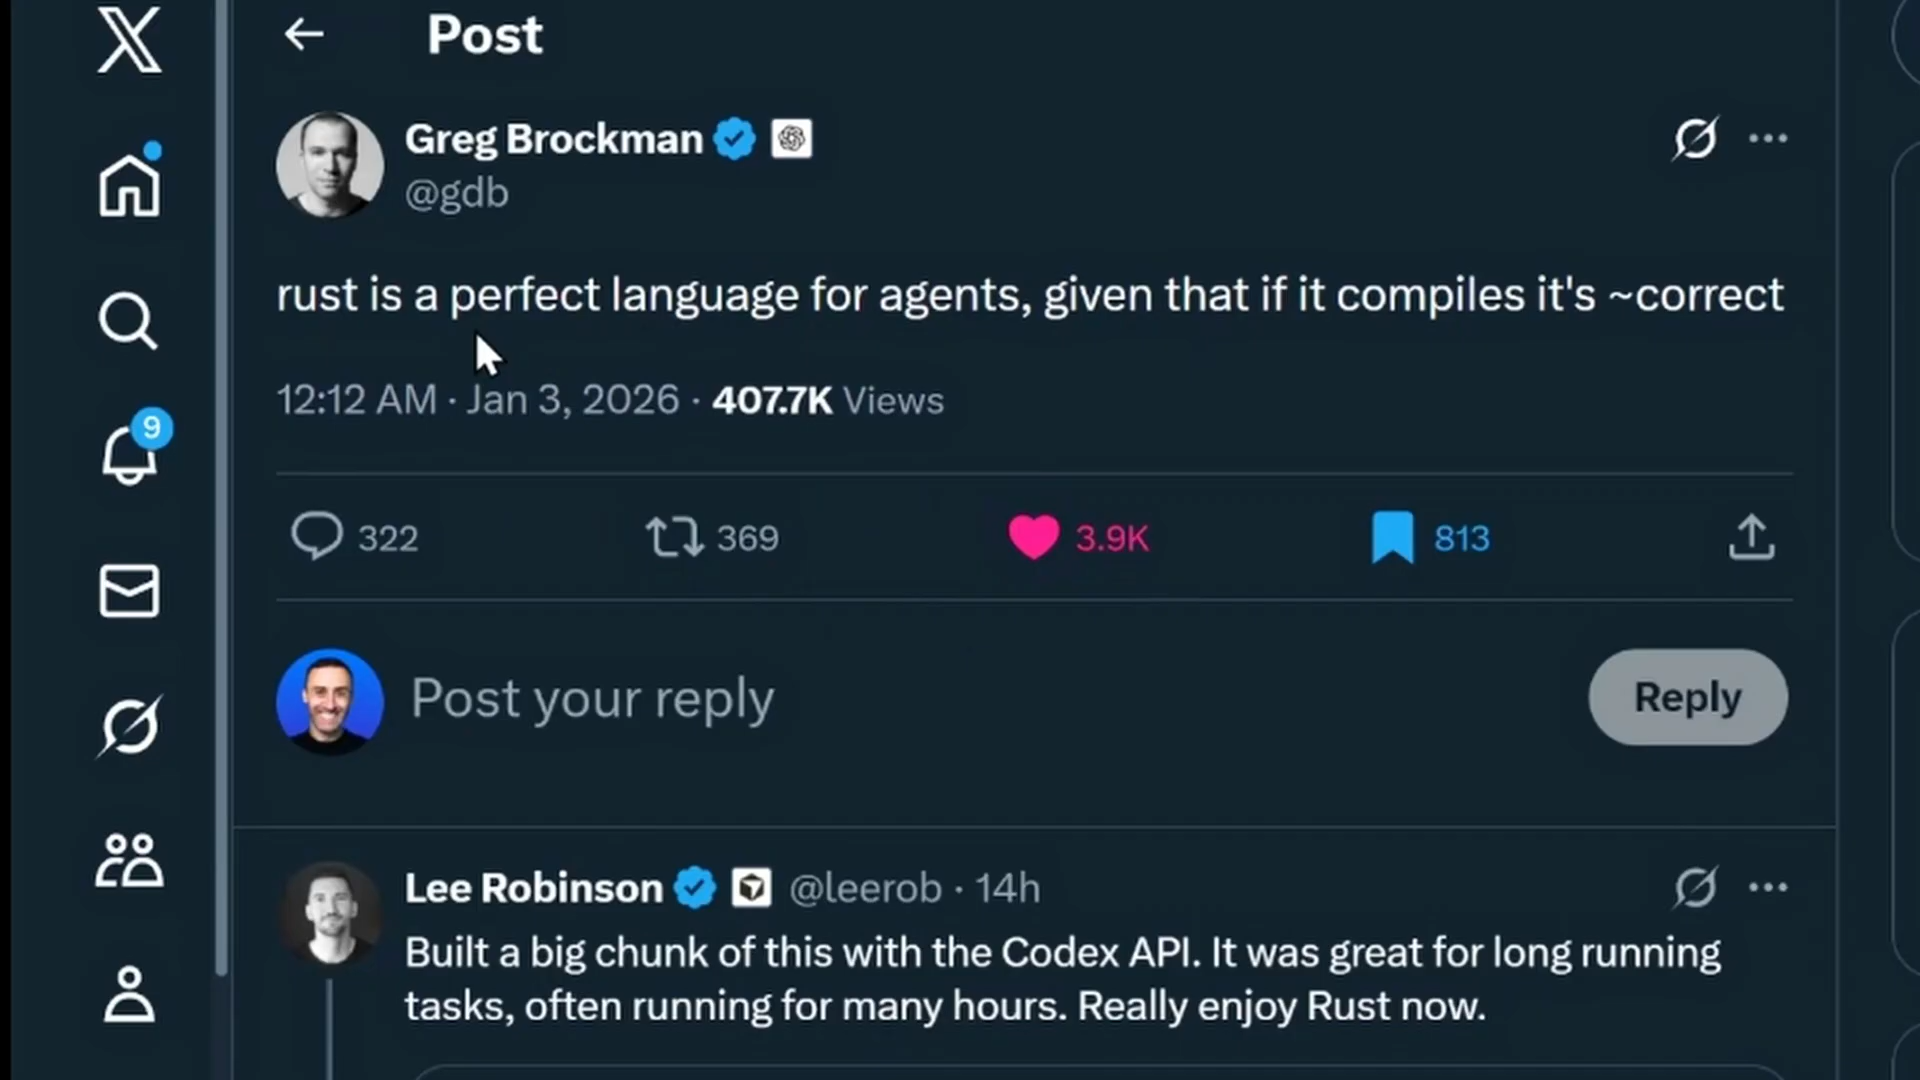 Post
Greg Brockman
@gdb
rust is a perfect language for agents, given that if it compiles it's ~correct
12:12 AM · Jan 3, 2026 · 407.7K Views
322 369 3.9K 813
9
Post your reply
Reply
Lee Robinson @leerob · 14h
Built a big chunk of this with the Codex API. It was great for long running
tasks, often running for many hours. Really enjoy Rust now.